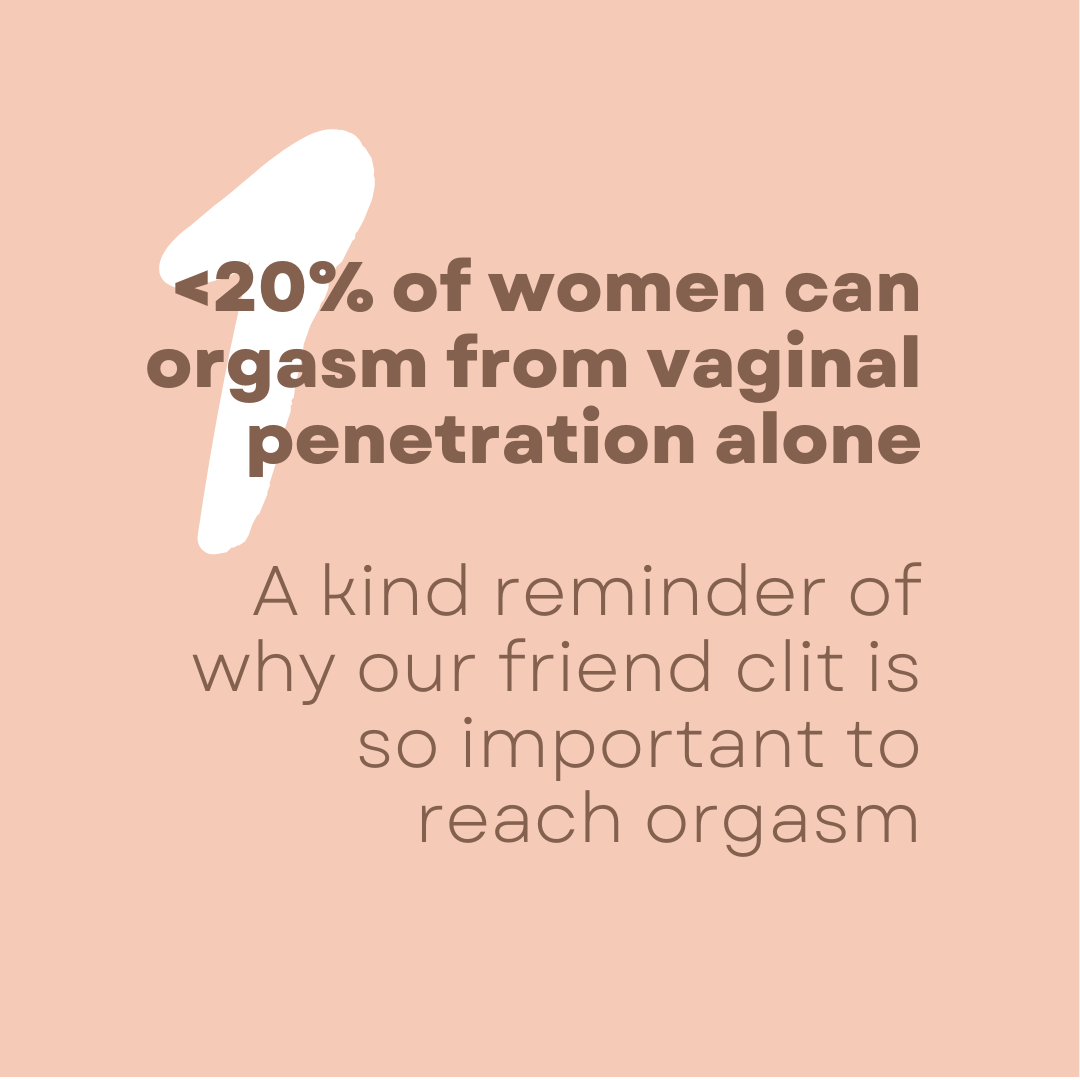 1
<20% of women can
orgasm from vaginal
penetration alone
A kind reminder of
why our friend clit is
so important to
reach orgasm